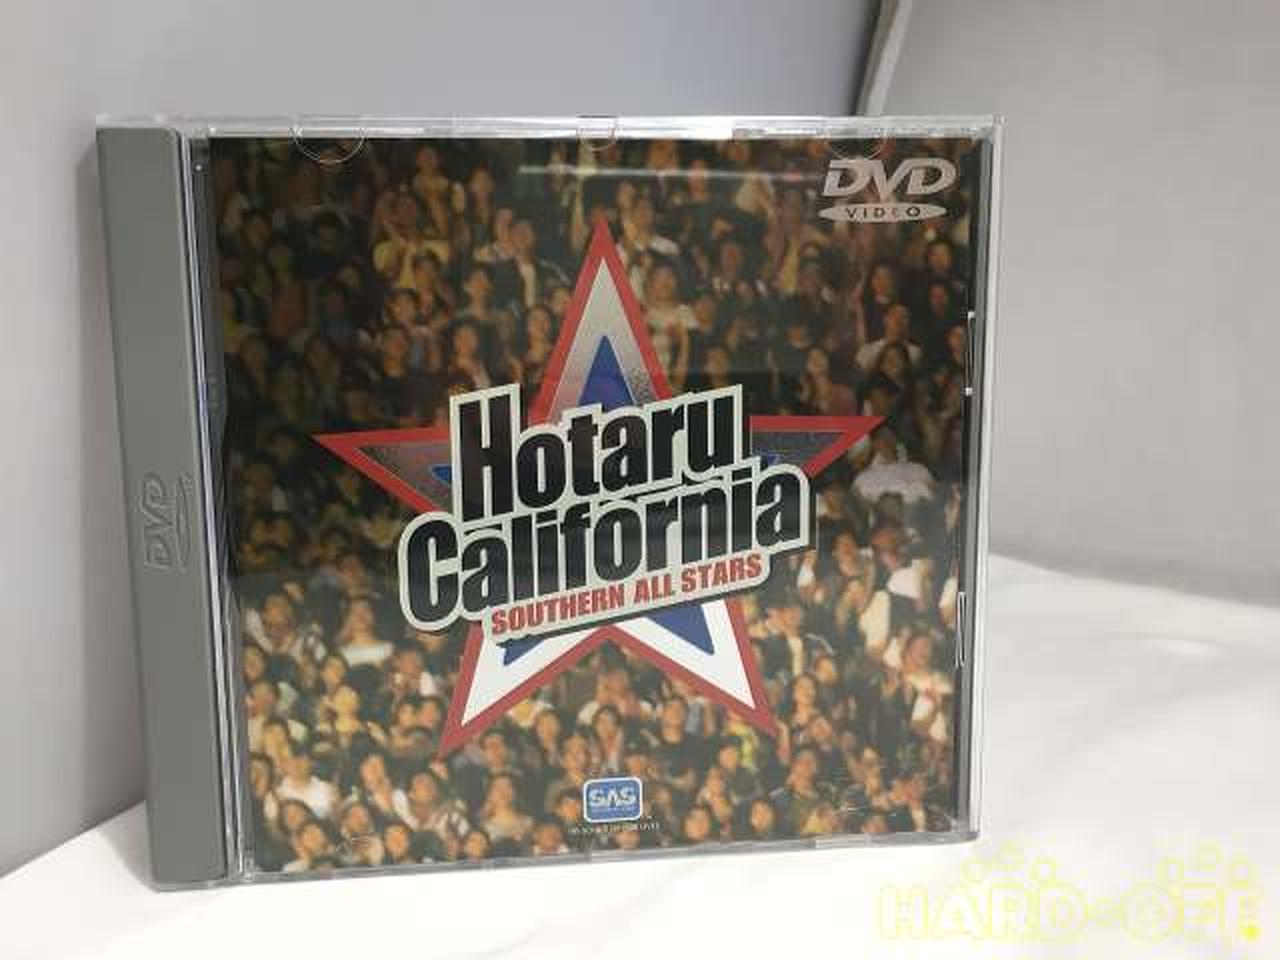 DVD
VIDEO
Hotaru
California
SOUTHERN ALL STARS
DVD
SAS
HARD-OFF